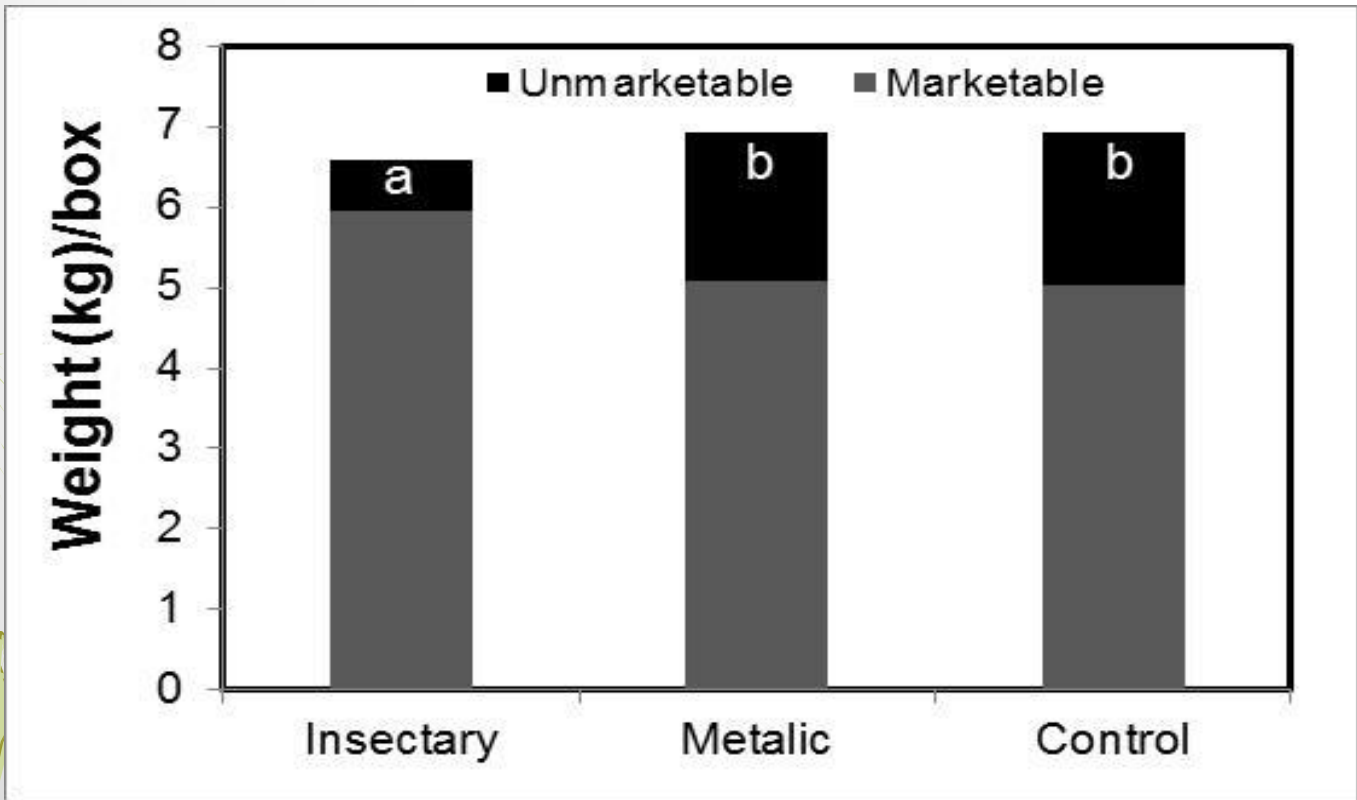 Weight (kg)/box
8
7
6
5
4
3
2
1
0
Unmarketable Marketable
a b b
Insectary Metalic Control